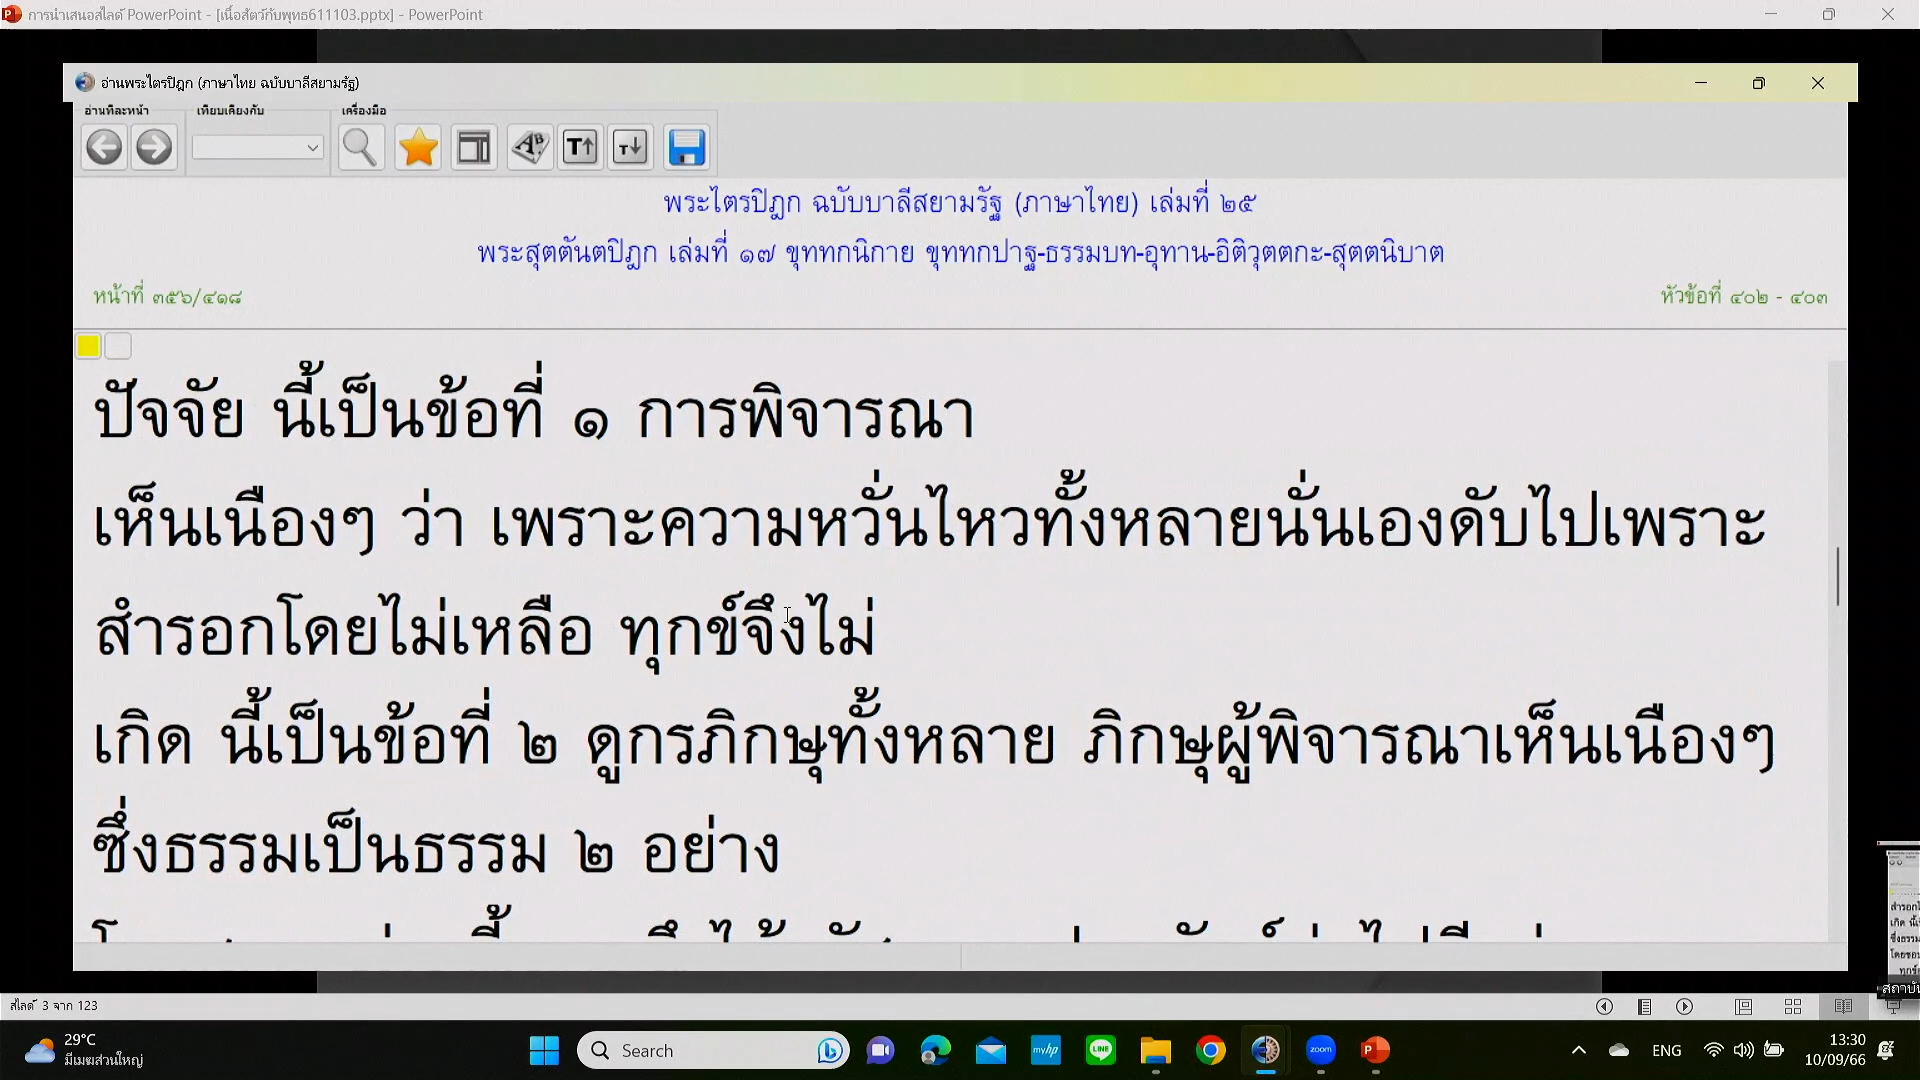 การนำเสนอสไลด์ PowerPoint - [เนื้อสัตว์กับพุทธ611103.pptx] - PowerPoint
อ่านพระไตรปิฎก (ภาษาไทย ฉบับบาลีสยามรัฐ)
อ่านทีละหน้า เทียบเคียงกับ เครื่องมือ
พระไตรปิฎก ฉบับบาลีสยามรัฐ (ภาษาไทย) เล่มที่ ๒๕
พระสุตตันตปิฎก เล่มที่ ๑๗ ขุททกนิกาย ขุททกปาฐ-ธรรมบท-อุทาน-อิติวุตตกะ-สุตตนิบาต
หน้าที่ ๓๕๖/๔๑๘ หัวข้อที่ ๔๐๒ - ๔๐๓
ปัจจัย นี้เป็นข้อที่ ๑ การพิจารณา
เห็นเนืองๆ ว่า เพราะความหวั่นไหวทั้งหลายนั่นเองดับไปเพราะ
สำรอกโดยไม่เหลือ ทุกข์จึงไม่
เกิด นี้เป็นข้อที่ ๒ ดูกรภิกษุทั้งหลาย ภิกษุผู้พิจารณาเห็นเนืองๆ
ซึ่งธรรมเป็นธรรม ๒ อย่าง
สไลด์ 3 จาก 123
29°C
มีเมฆส่วนใหญ่
Search
myhp
LINE
zoom
ENG
13:30
10/09/66